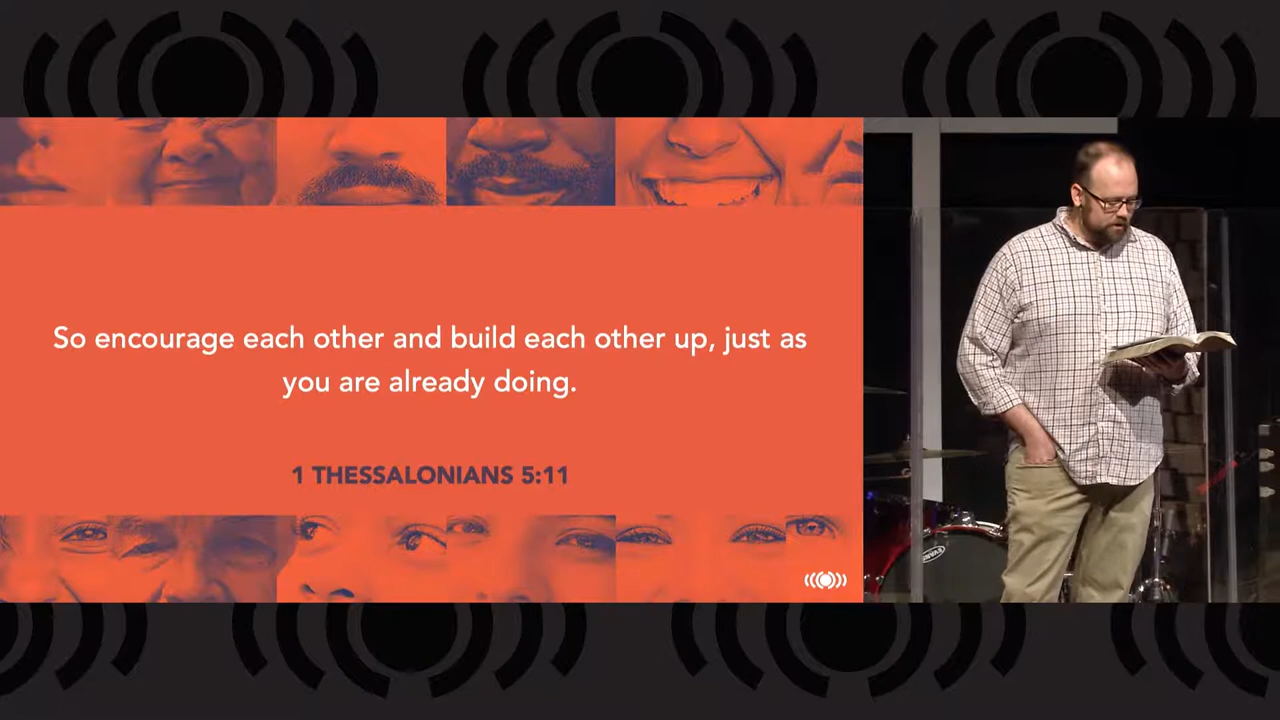 So encourage each other and build each other up, just as
you are already doing.
1 THESSALONIANS 5:11
EVANS